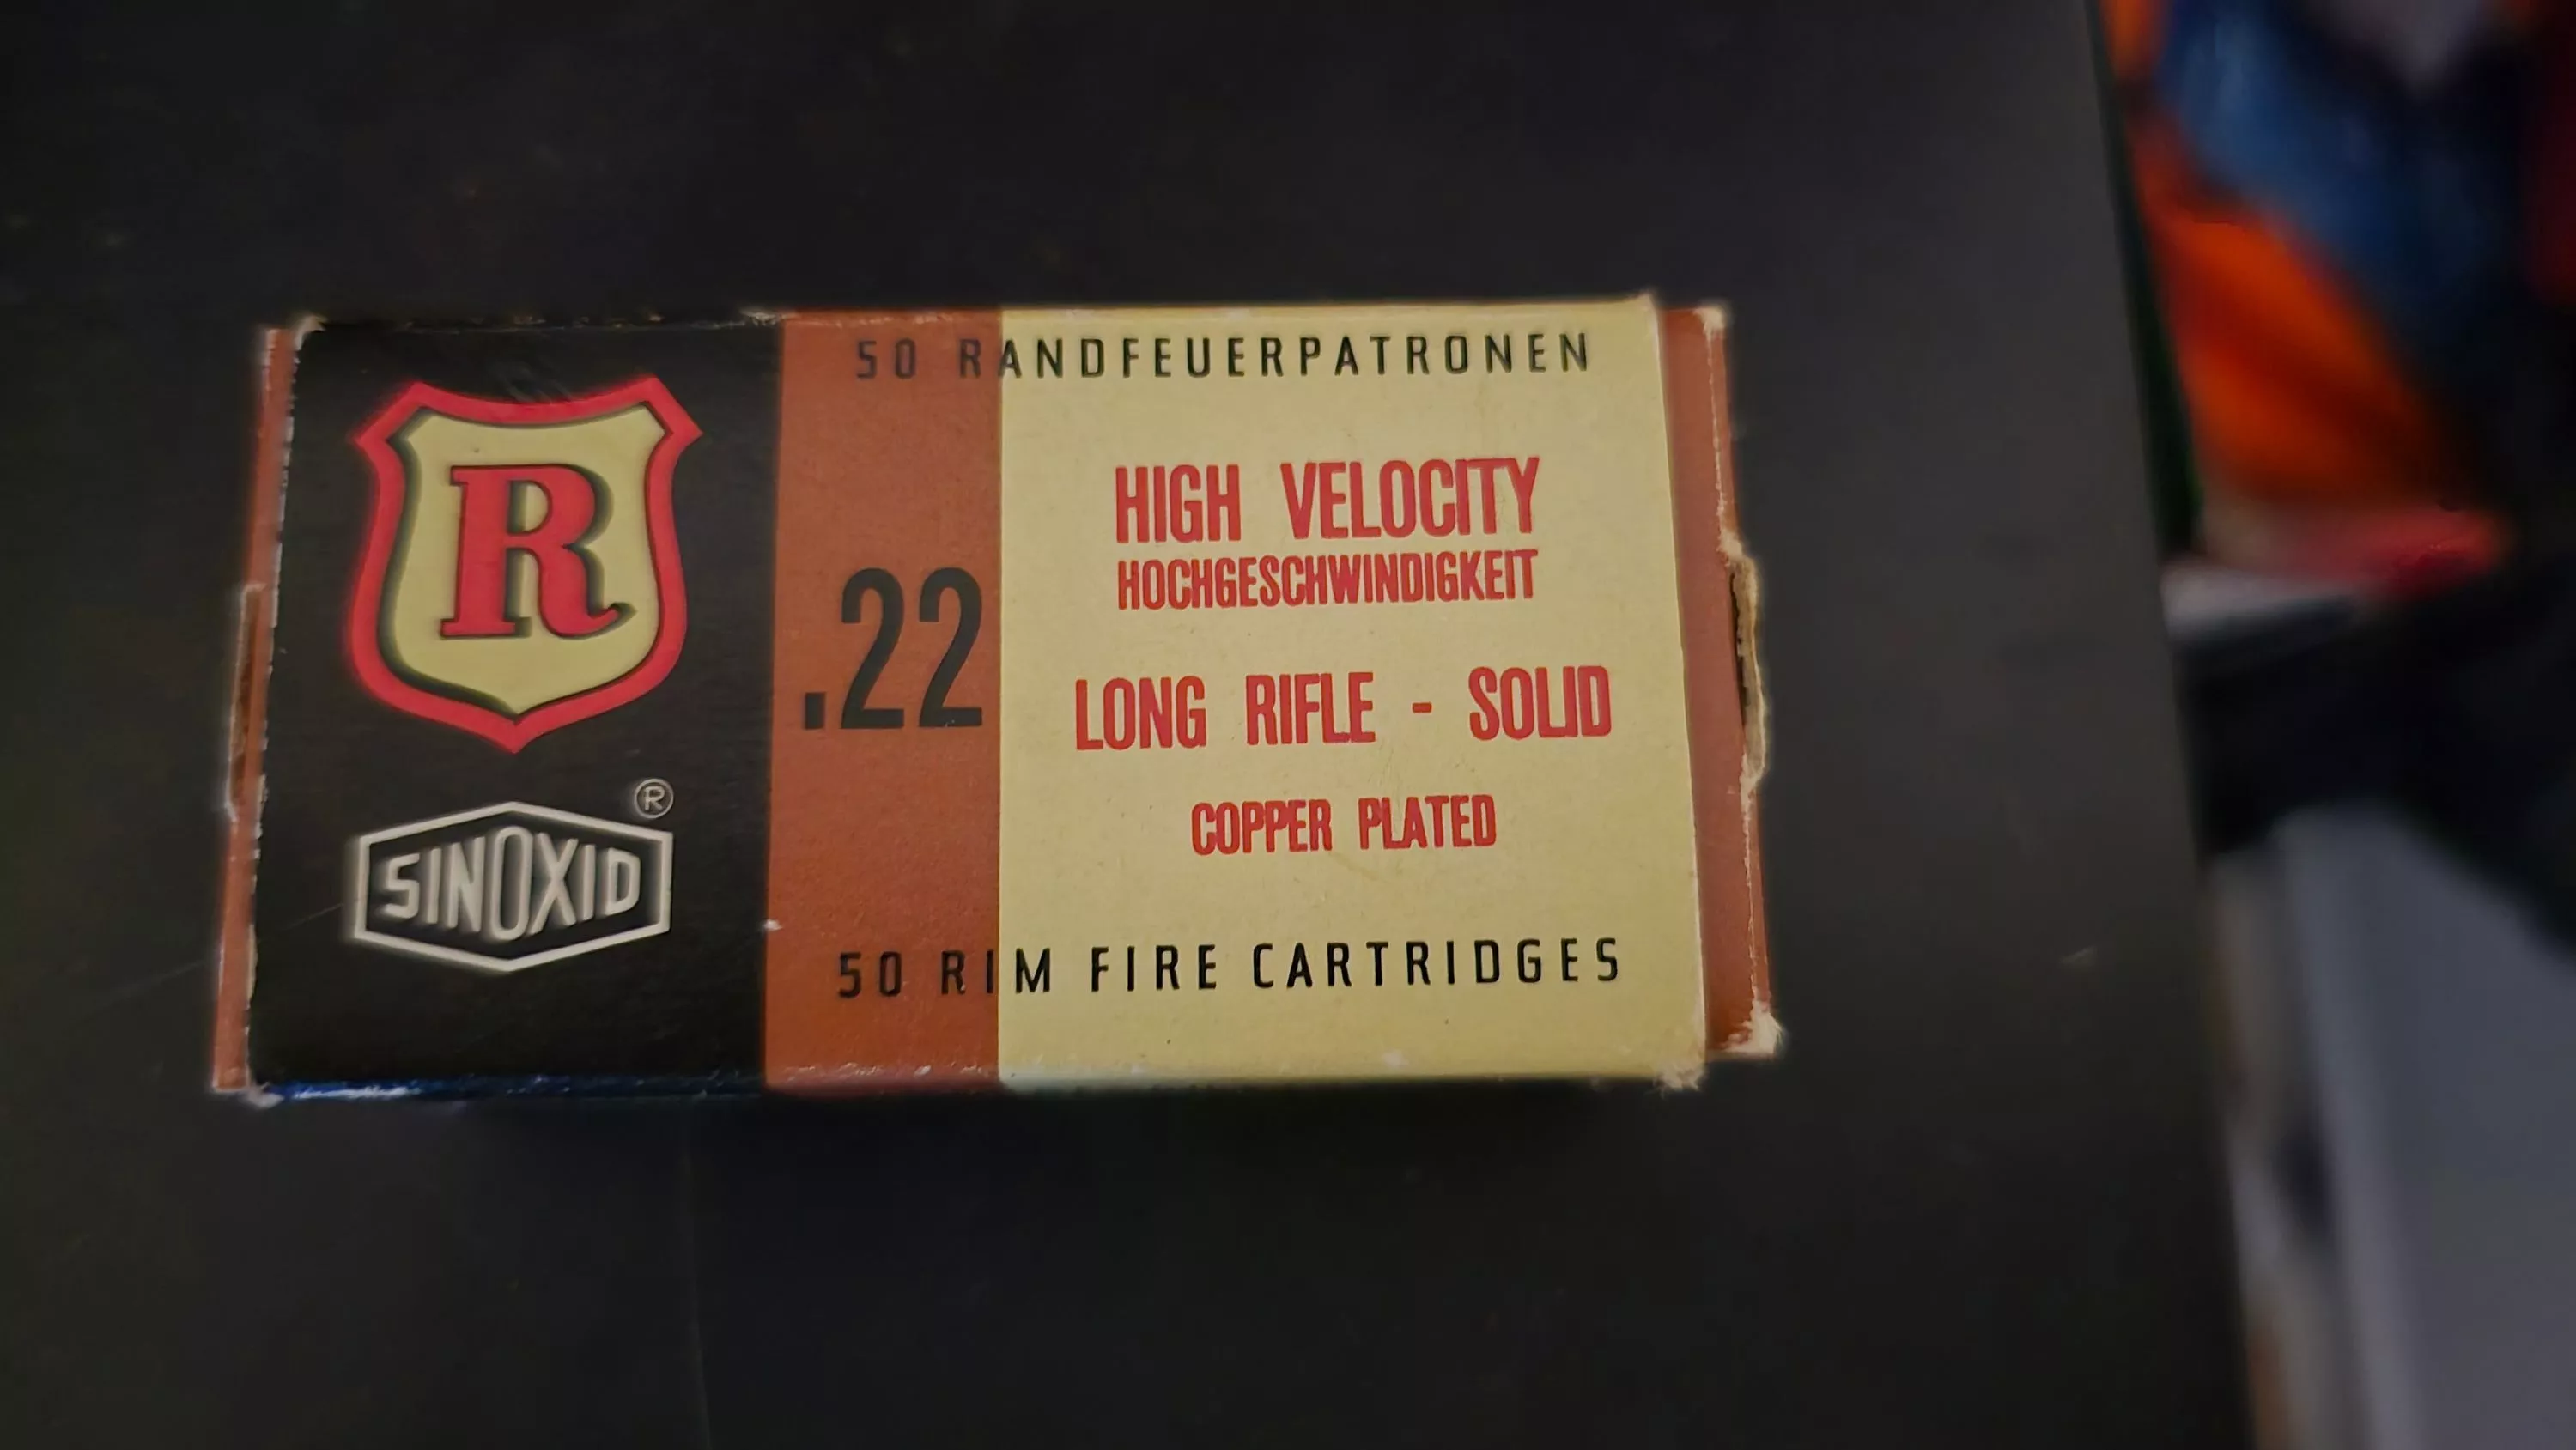 R
SINOXID ®
.22
50 RANDFEUERPATRONEN
HIGH VELOCITY
HOCHGESCHWINDIGKEIT
LONG RIFLE - SOLID
COPPER PLATED
50 RIM FIRE CARTRIDGES